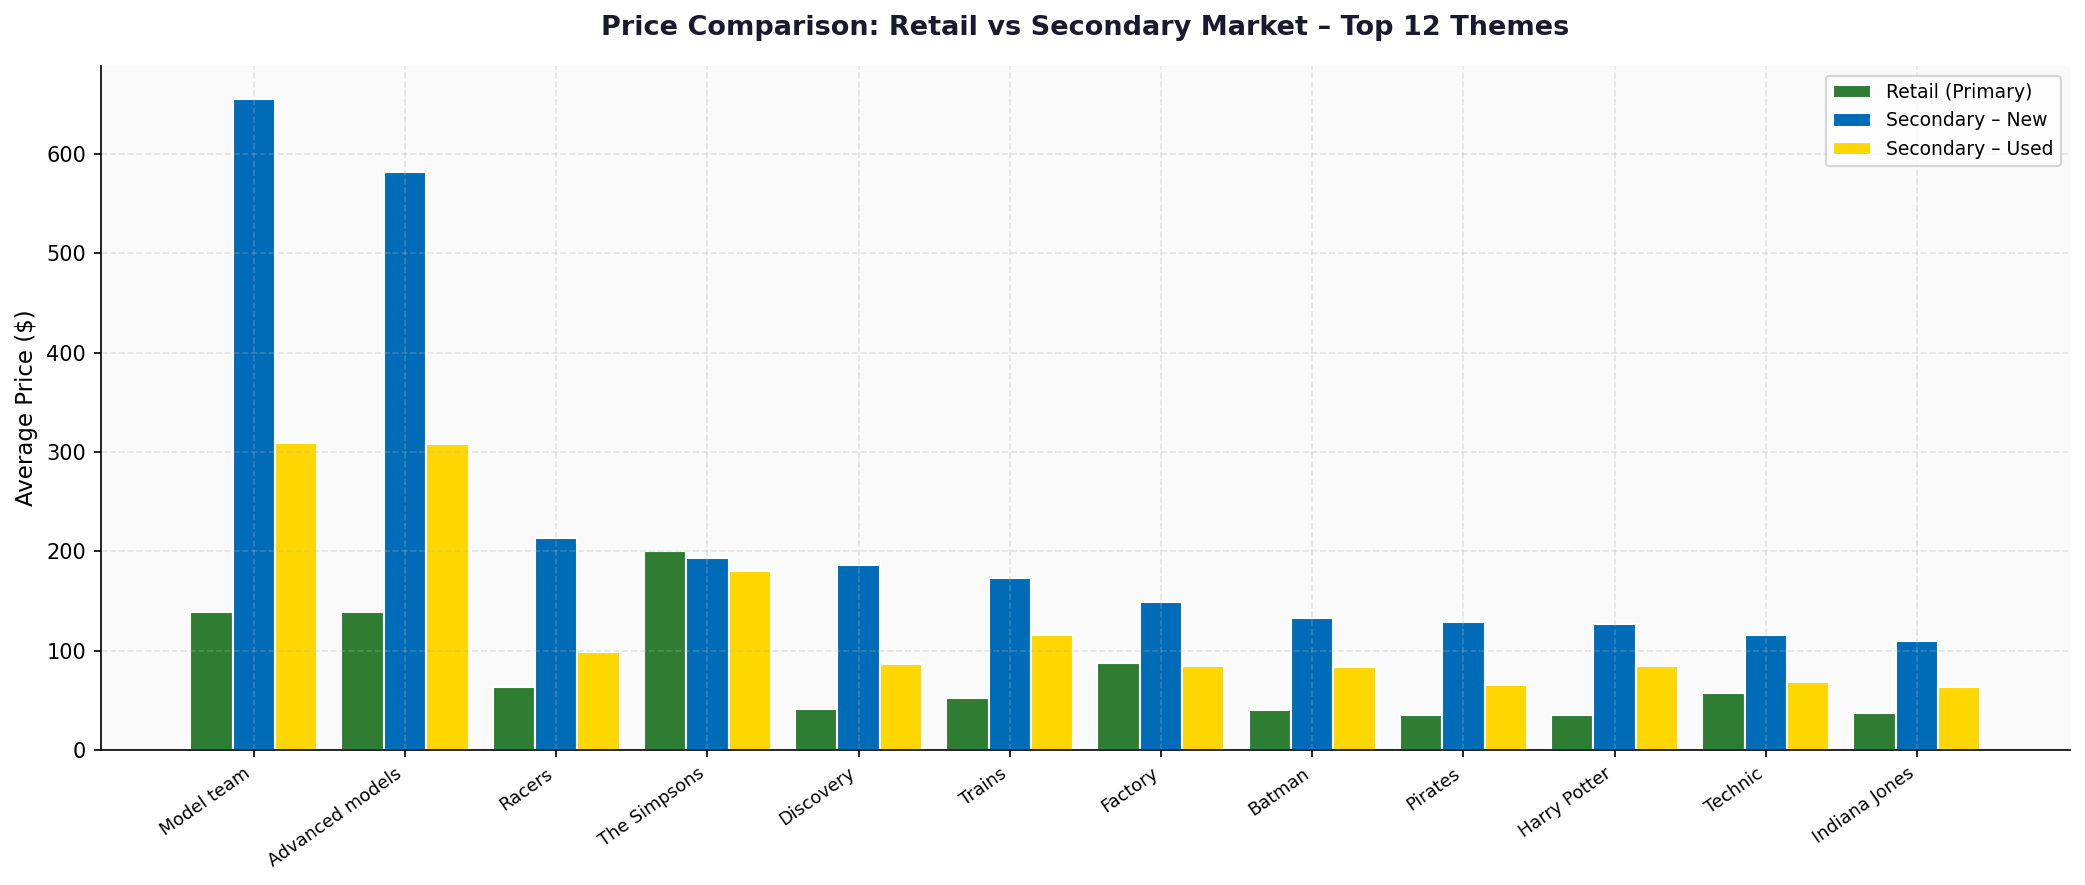 Price Comparison: Retail vs Secondary Market – Top 12 Themes
Retail (Primary)
Secondary – New
Secondary – Used
Average Price ($)
600
500
400
300
200
100
0
Model team
Advanced models
Racers
The Simpsons
Discovery
Trains
Factory
Batman
Pirates
Harry Potter
Technic
Indiana Jones